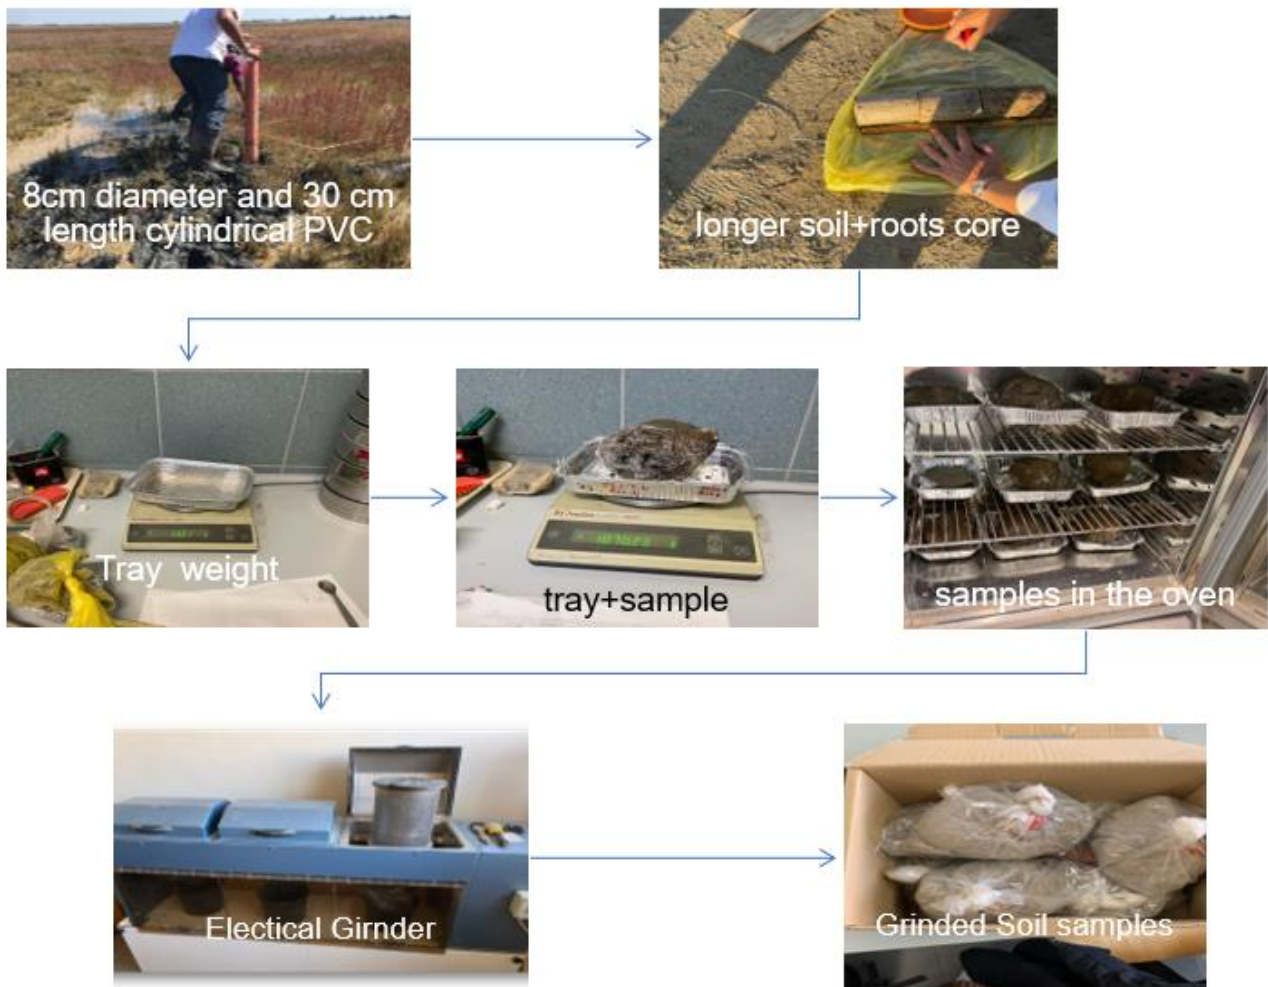 8cm diameter and 30 cm
length cylindrical PVC
longer soil+roots core
Tray weight
tray+sample
samples in the oven
Electical Girnder
Grinded Soil samples